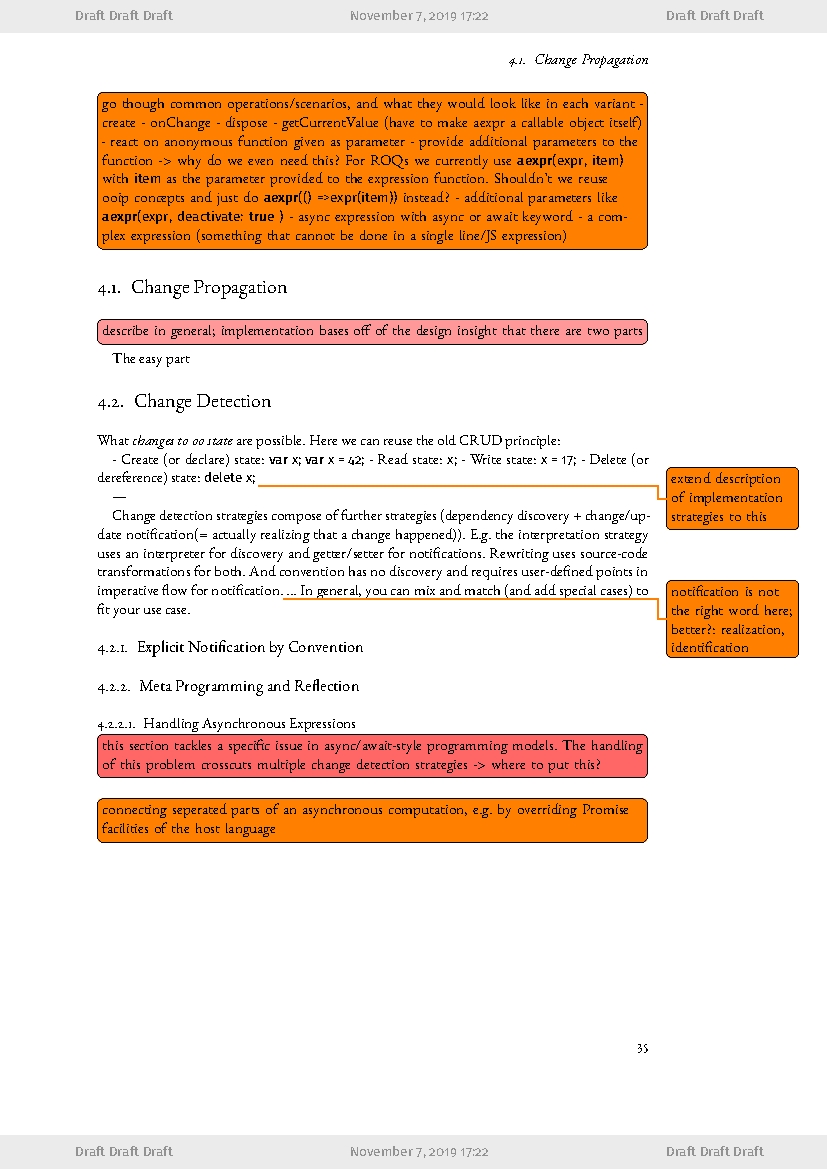 Draft Draft Draft November 7, 2019 17:22 Draft Draft Draft
4.1. Change Propagation
go though common operations/scenarios, and what they would look like in each variant -
create - onChange - dispose - getCurrentValue (have to make aexpr a callable object itself)
- react on anonymous function given as parameter - provide additional parameters to the
function -> why do we even need this? For ROQs we currently use aexpr(expr, item)
with item as the parameter provided to the expression function. Shouldn't we reuse
ooip concepts and just do aexpr(() =>expr(item)) instead? - additional parameters like
aexpr(expr, deactivate: true ) - async expression with async or await keyword - a com-
plex expression (something that cannot be done in a single line/JS expression)
4.1. Change Propagation
describe in general; implementation bases off of the design insight that there are two parts
The easy part
4.2. Change Detection
What changes to oo state are possible. Here we can reuse the old CRUD principle:
- Create (or declare) state: var x; var x = 42; - Read state: x; - Write state: x = 17; - Delete (or
dereference) state: delete x;
—
Change detection strategies compose of further strategies (dependency discovery + change/up-
date notification(= actually realizing that a change happened)). E.g. the interpretation strategy
uses an interpreter for discovery and getter/setter for notifications. Rewriting uses source-code
transformations for both. And convention has no discovery and requires user-defined points in
imperative flow for notification. ... In general, you can mix and match (and add special cases) to
fit your use case.
extend description
of implementation
strategies to this
notification is not
the right word here;
better?: realization,
identification
4.2.1. Explicit Notification by Convention
4.2.2. Meta Programming and Reflection
4.2.2.1. Handling Asynchronous Expressions
this section tackles a specific issue in async/await-style programming models. The handling
of this problem crosscuts multiple change detection strategies -> where to put this?
connecting seperated parts of an asynchronous computation, e.g. by overriding Promise
facilities of the host language
35
Draft Draft Draft November 7, 2019 17:22 Draft Draft Draft